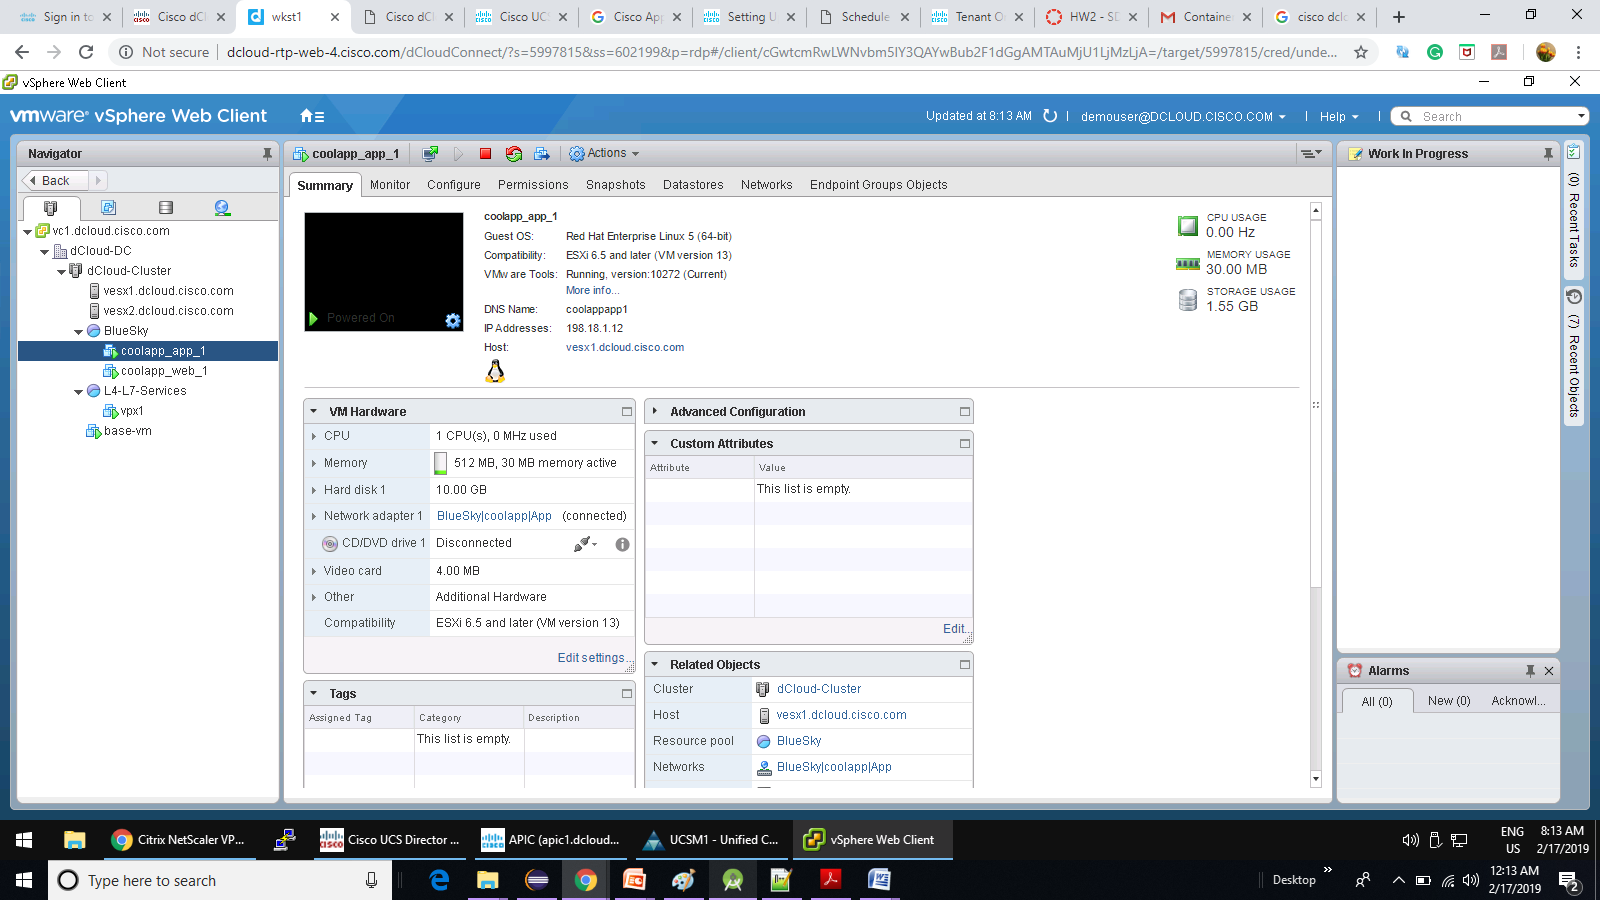 Sign in to
Cisco dCl
wkst1
Cisco dCl
Cisco UCS
Cisco App
Setting U
Schedule
Tenant O
HW2 - SD
Container
cisco dclo
Not secure
dcloud-rtp-web-4.cisco.com/dCloudConnect/?s=5997815&ss=602199&p=rdp#/client/cGwtcmRwLWNvbm5lY3QAYwBub2F1dGgAMTAuMjU1LjMzLjA=/target/5997815/cred/unde...
vSphere Web Client
vmware® vSphere Web Client
Updated at 8:13 AM
demouser@DCLOUD.CISCO.COM
Help
Search
Navigator
coolapp_app_1
Actions
Work In Progress
Back
Summary
Monitor
Configure
Permissions
Snapshots
Datastores
Networks
Endpoint Groups Objects
vc1.dcloud.cisco.com
dCloud-DC
dCloud-Cluster
vesx1.dcloud.cisco.com
vesx2.dcloud.cisco.com
BlueSky
coolapp_app_1
coolapp_web_1
L4-L7-Services
vpx1
base-vm
Powered On
coolapp_app_1
Guest OS: Red Hat Enterprise Linux 5 (64-bit)
Compatibility: ESXi 6.5 and later (VM version 13)
VMware Tools: Running, version:10272 (Current)
More info...
DNS Name: coolappapp1
IP Addresses: 198.18.1.12
Host: vesx1.dcloud.cisco.com
CPU USAGE
0.00 Hz
MEMORY USAGE
30.00 MB
STORAGE USAGE
1.55 GB
VM Hardware
CPU 1 CPU(s), 0 MHz used
Memory 512 MB, 30 MB memory active
Hard disk 1 10.00 GB
Network adapter 1 BlueSky|coolapp|App (connected)
CD/DVD drive 1 Disconnected
Video card 4.00 MB
Other Additional Hardware
Compatibility ESXi 6.5 and later (VM version 13)
Edit settings...
Tags
Assigned Tag Category Description
This list is empty.
Advanced Configuration
Custom Attributes
Attribute Value
This list is empty.
Edit...
Related Objects
Cluster dCloud-Cluster
Host vesx1.dcloud.cisco.com
Resource pool BlueSky
Networks BlueSky|coolapp|App
(0) Recent Tasks
(7) Recent Objects
Alarms
All (0)
New (0)
Acknowl...
Citrix NetScaler VP...
Cisco UCS Director ...
APIC (apic1.dcloud...
UCSM1 - Unified C...
vSphere Web Client
ENG
US
8:13 AM
2/17/2019
Type here to search
Desktop
12:13 AM
2/17/2019
2